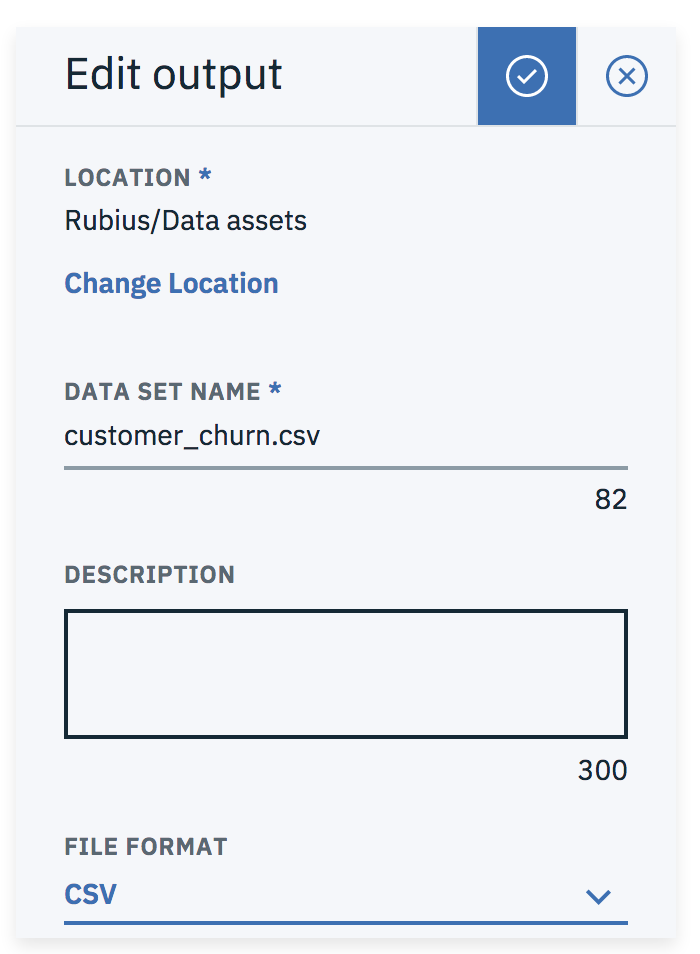 Edit output
LOCATION *
Rubius/Data assets
Change Location
DATA SET NAME *
customer_churn.csv
82
DESCRIPTION
300
FILE FORMAT
CSV